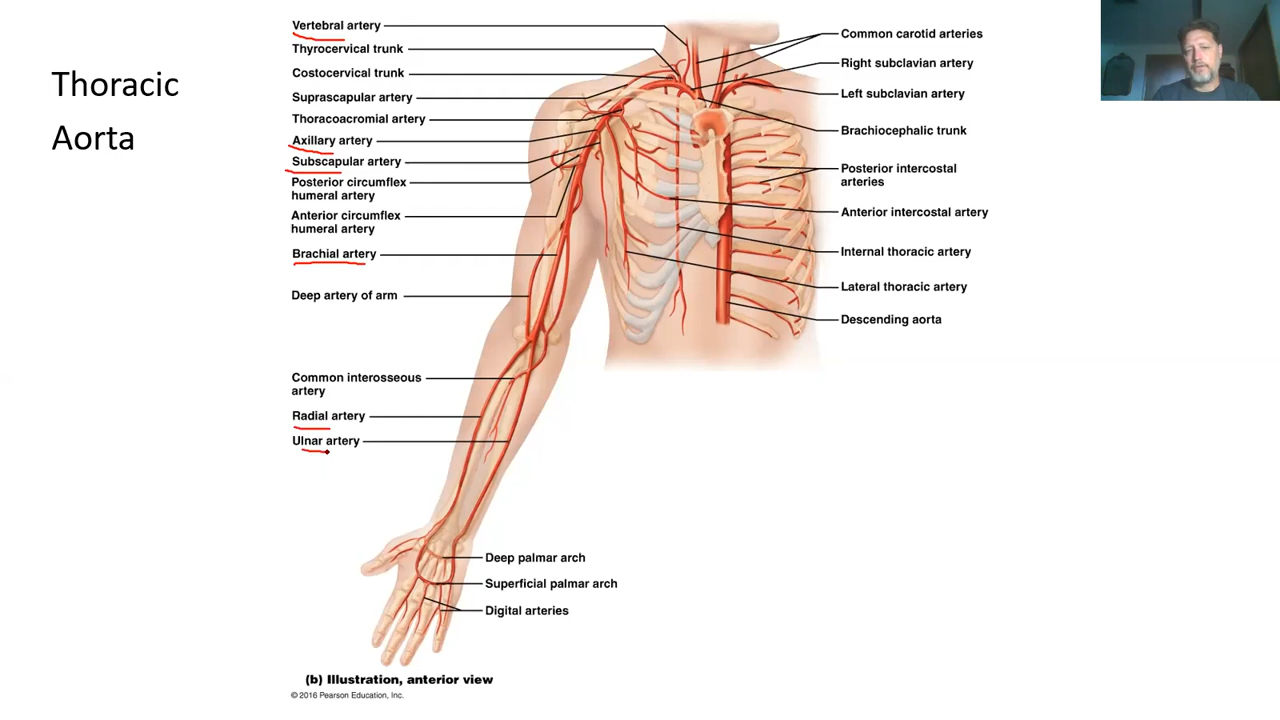 Thoracic
Aorta
Vertebral artery
Thyrocervical trunk
Costocervical trunk
Suprascapular artery
Thoracoacromial artery
Axillary artery
Subscapular artery
Posterior circumflex
humeral artery
Anterior circumflex
humeral artery
Brachial artery
Deep artery of arm
Common interosseous
artery
Radial artery
Ulnar artery
Common carotid arteries
Right subclavian artery
Left subclavian artery
Brachiocephalic trunk
Posterior intercostal
arteries
Anterior intercostal artery
Internal thoracic artery
Lateral thoracic artery
Descending aorta
Deep palmar arch
Superficial palmar arch
Digital arteries
(b) Illustration, anterior view
© 2016 Pearson Education, Inc.